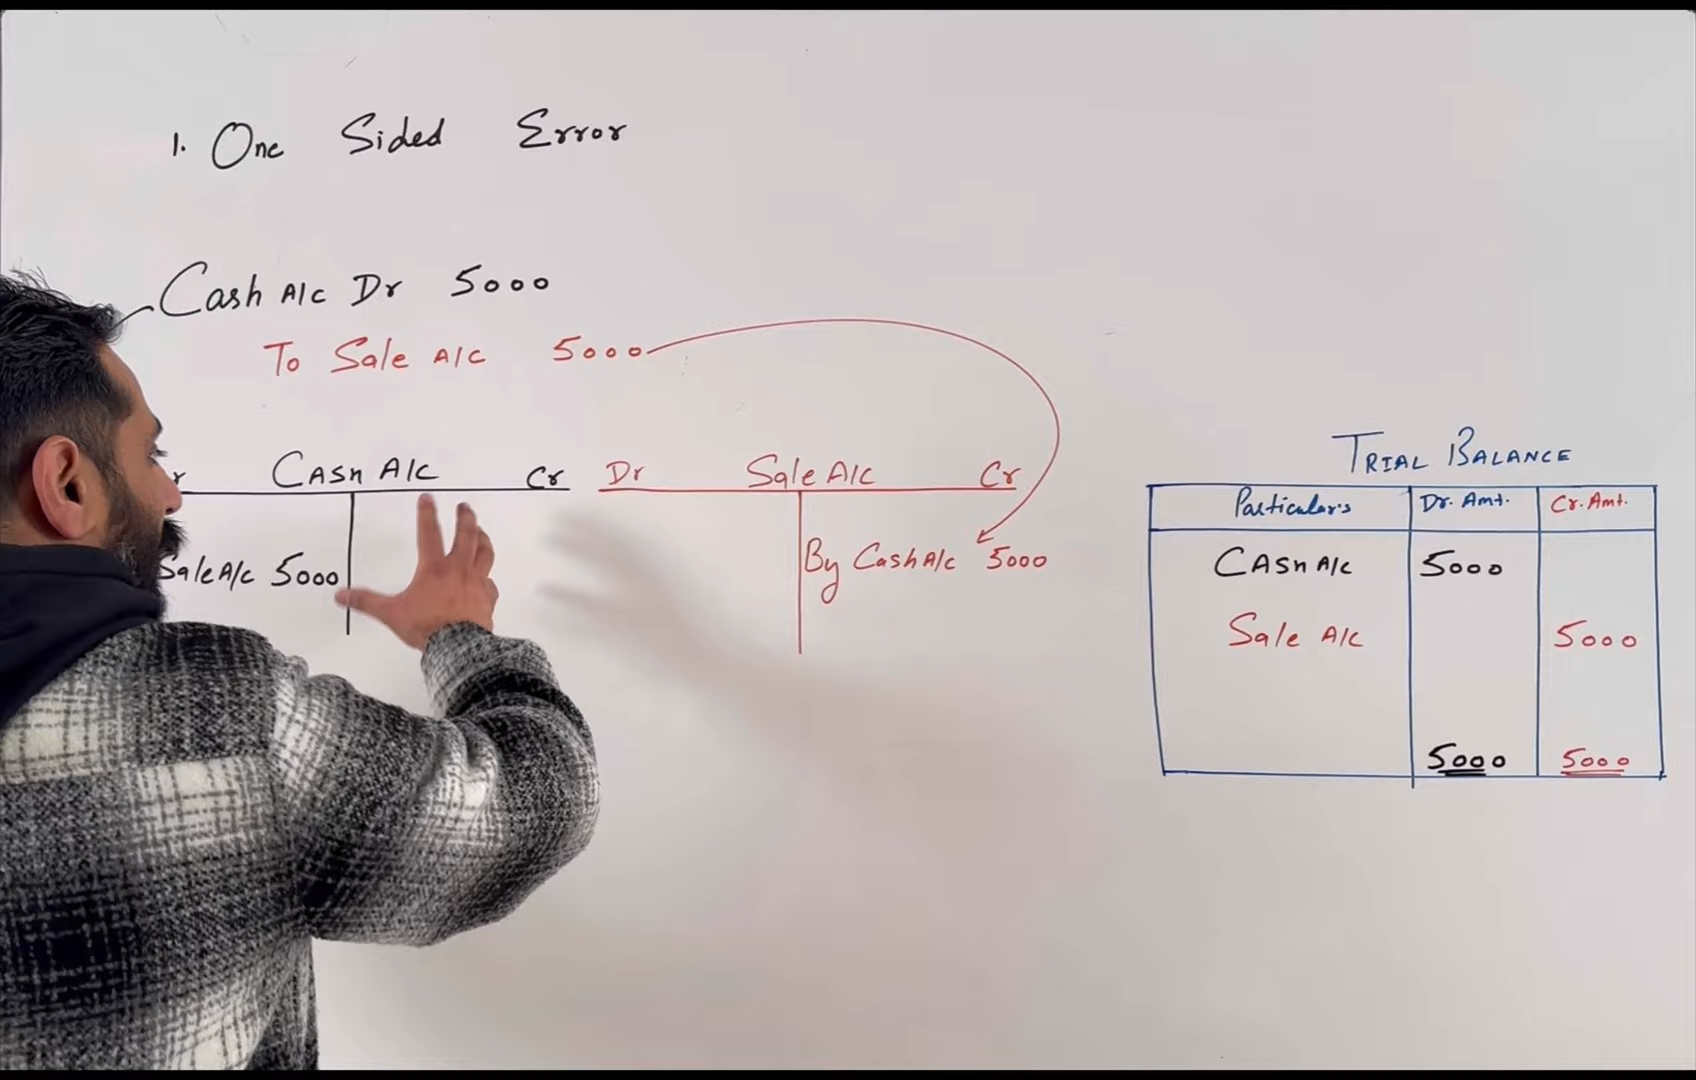 1. One Sided Error
Cash A/c Dr 5000
To Sale A/c 5000
Cash A/c Cr
Sale A/c 5000
Dr Sale A/c Cr
By Cash A/c 5000
TRIAL BALANCE
Particulars Dr. Amt. Cr. Amt.
Cash A/c 5000
Sale A/c 5000
5000 5000